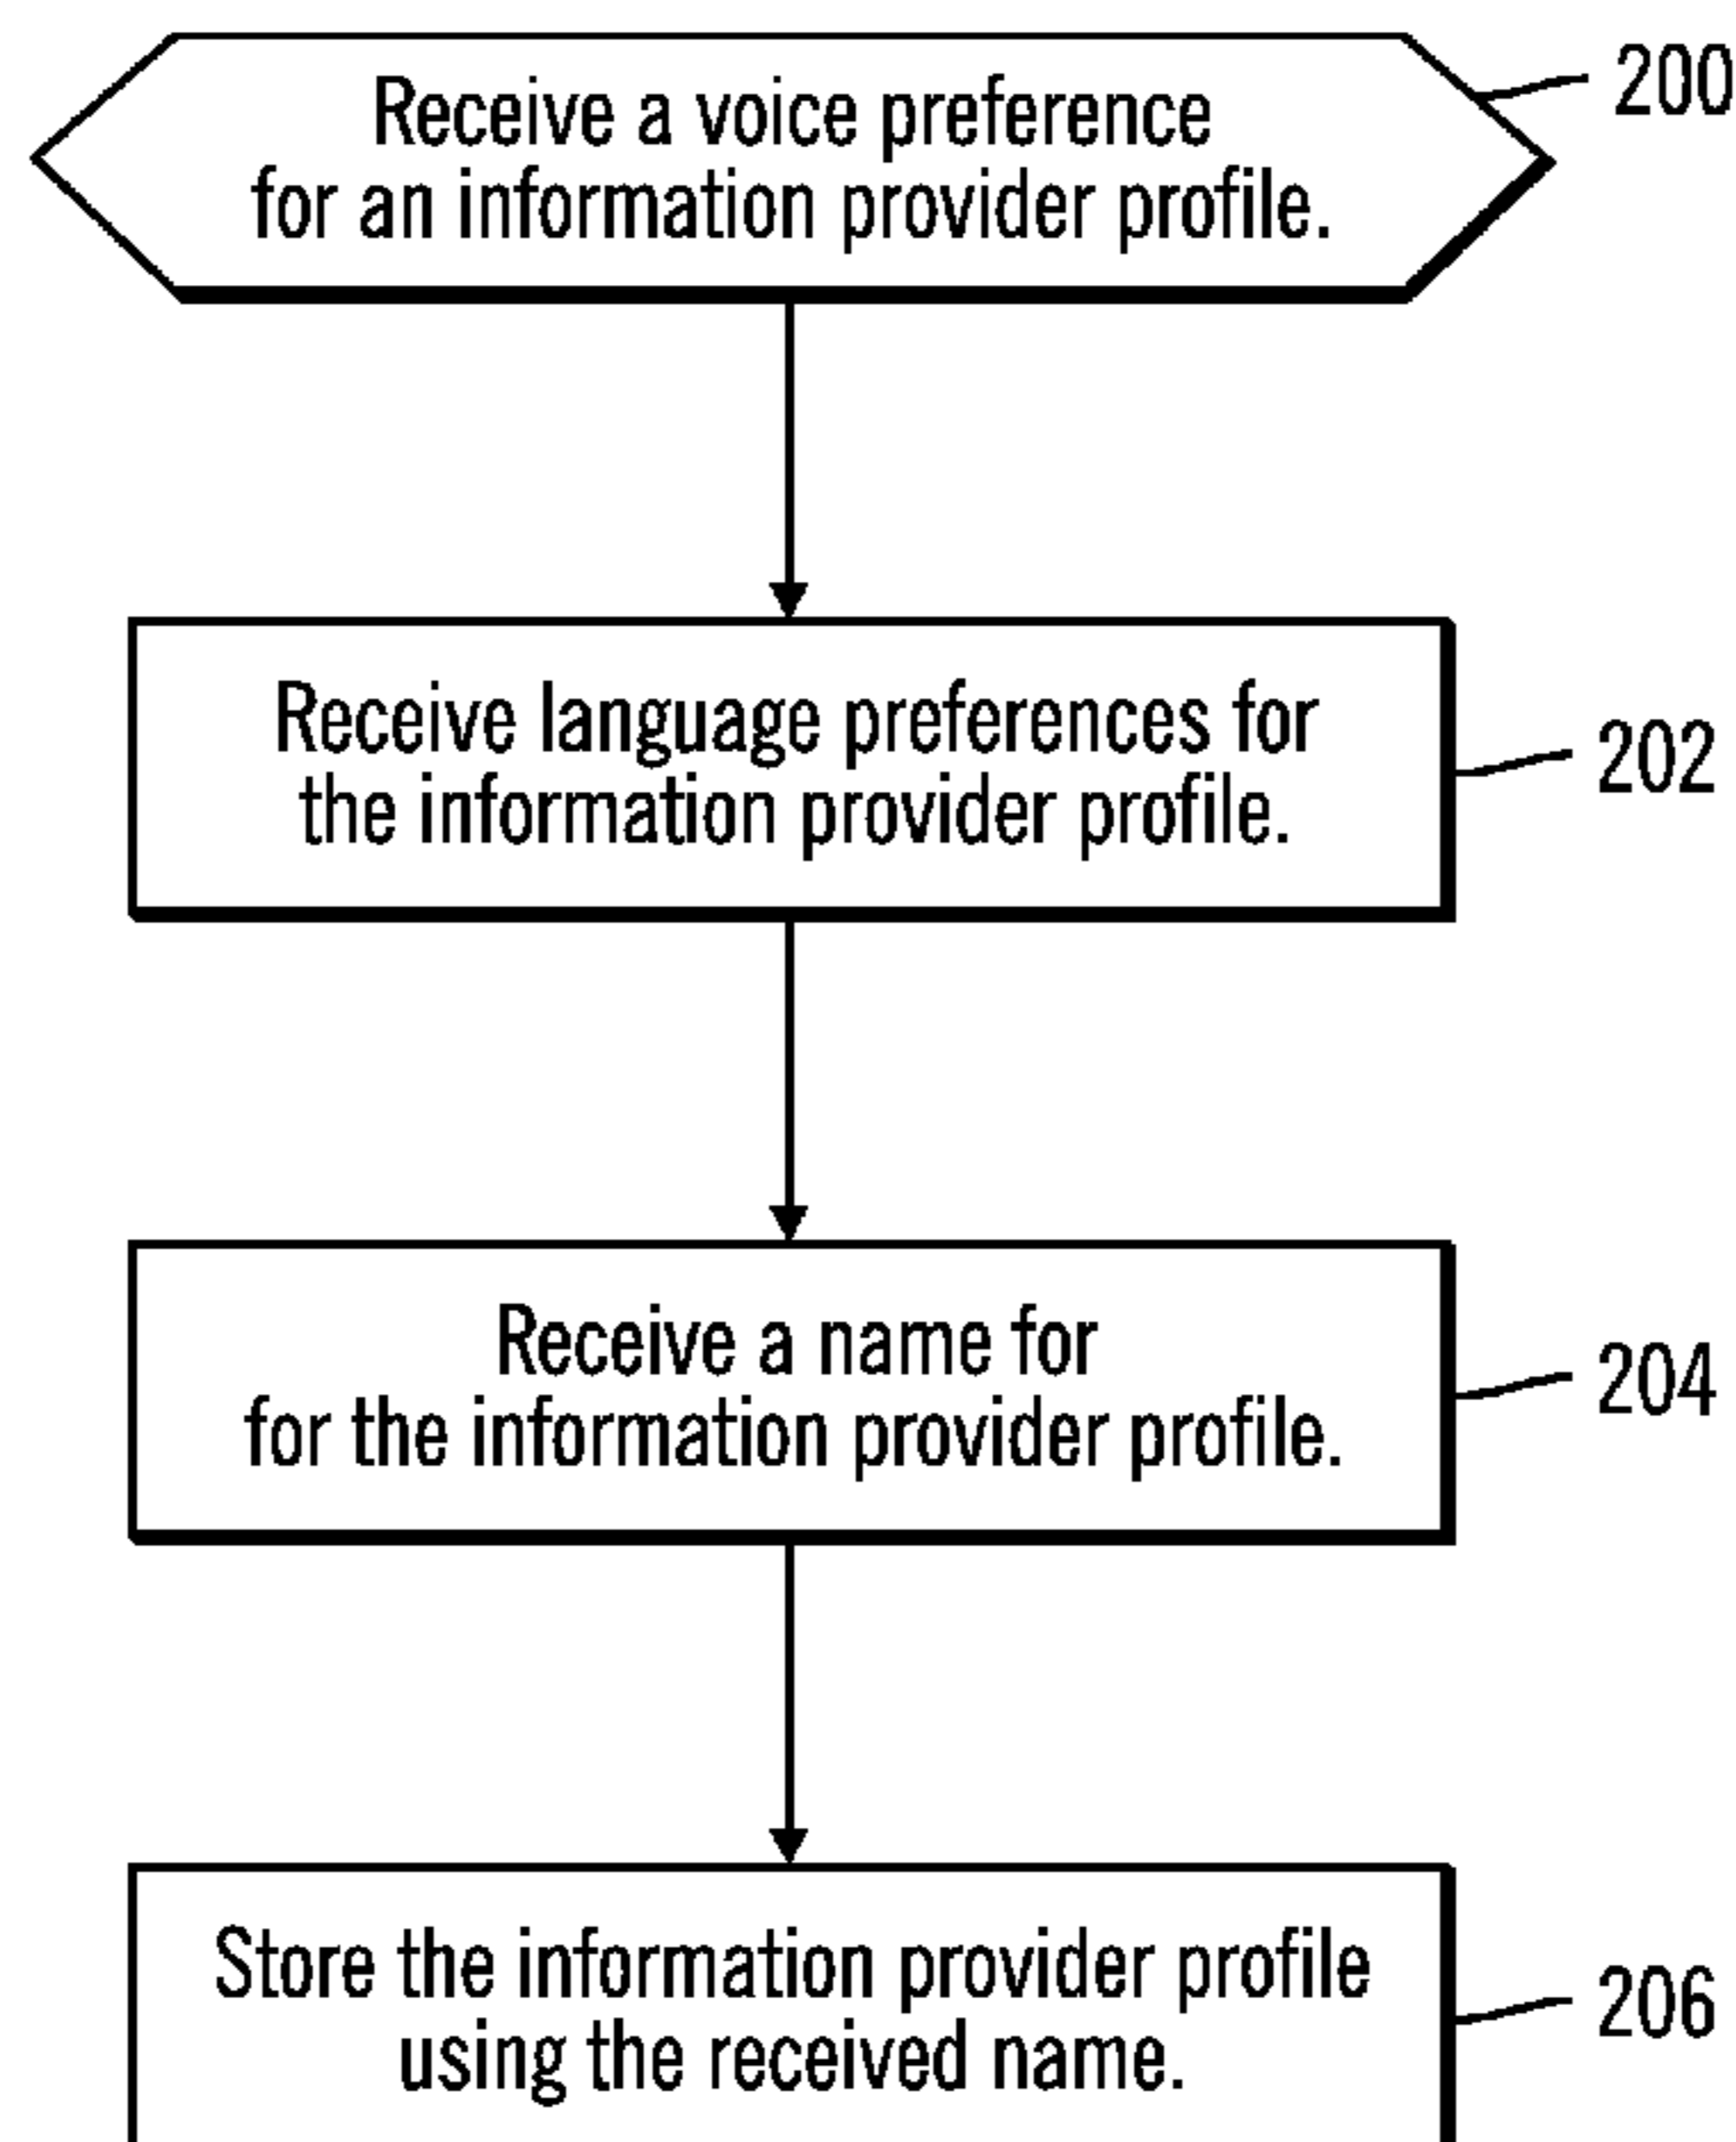 Receive a voice preference
for an information provider profile.
200
Receive language preferences for
the information provider profile.
202
Receive a name for
for the information provider profile.
204
Store the information provider profile
using the received name.
206